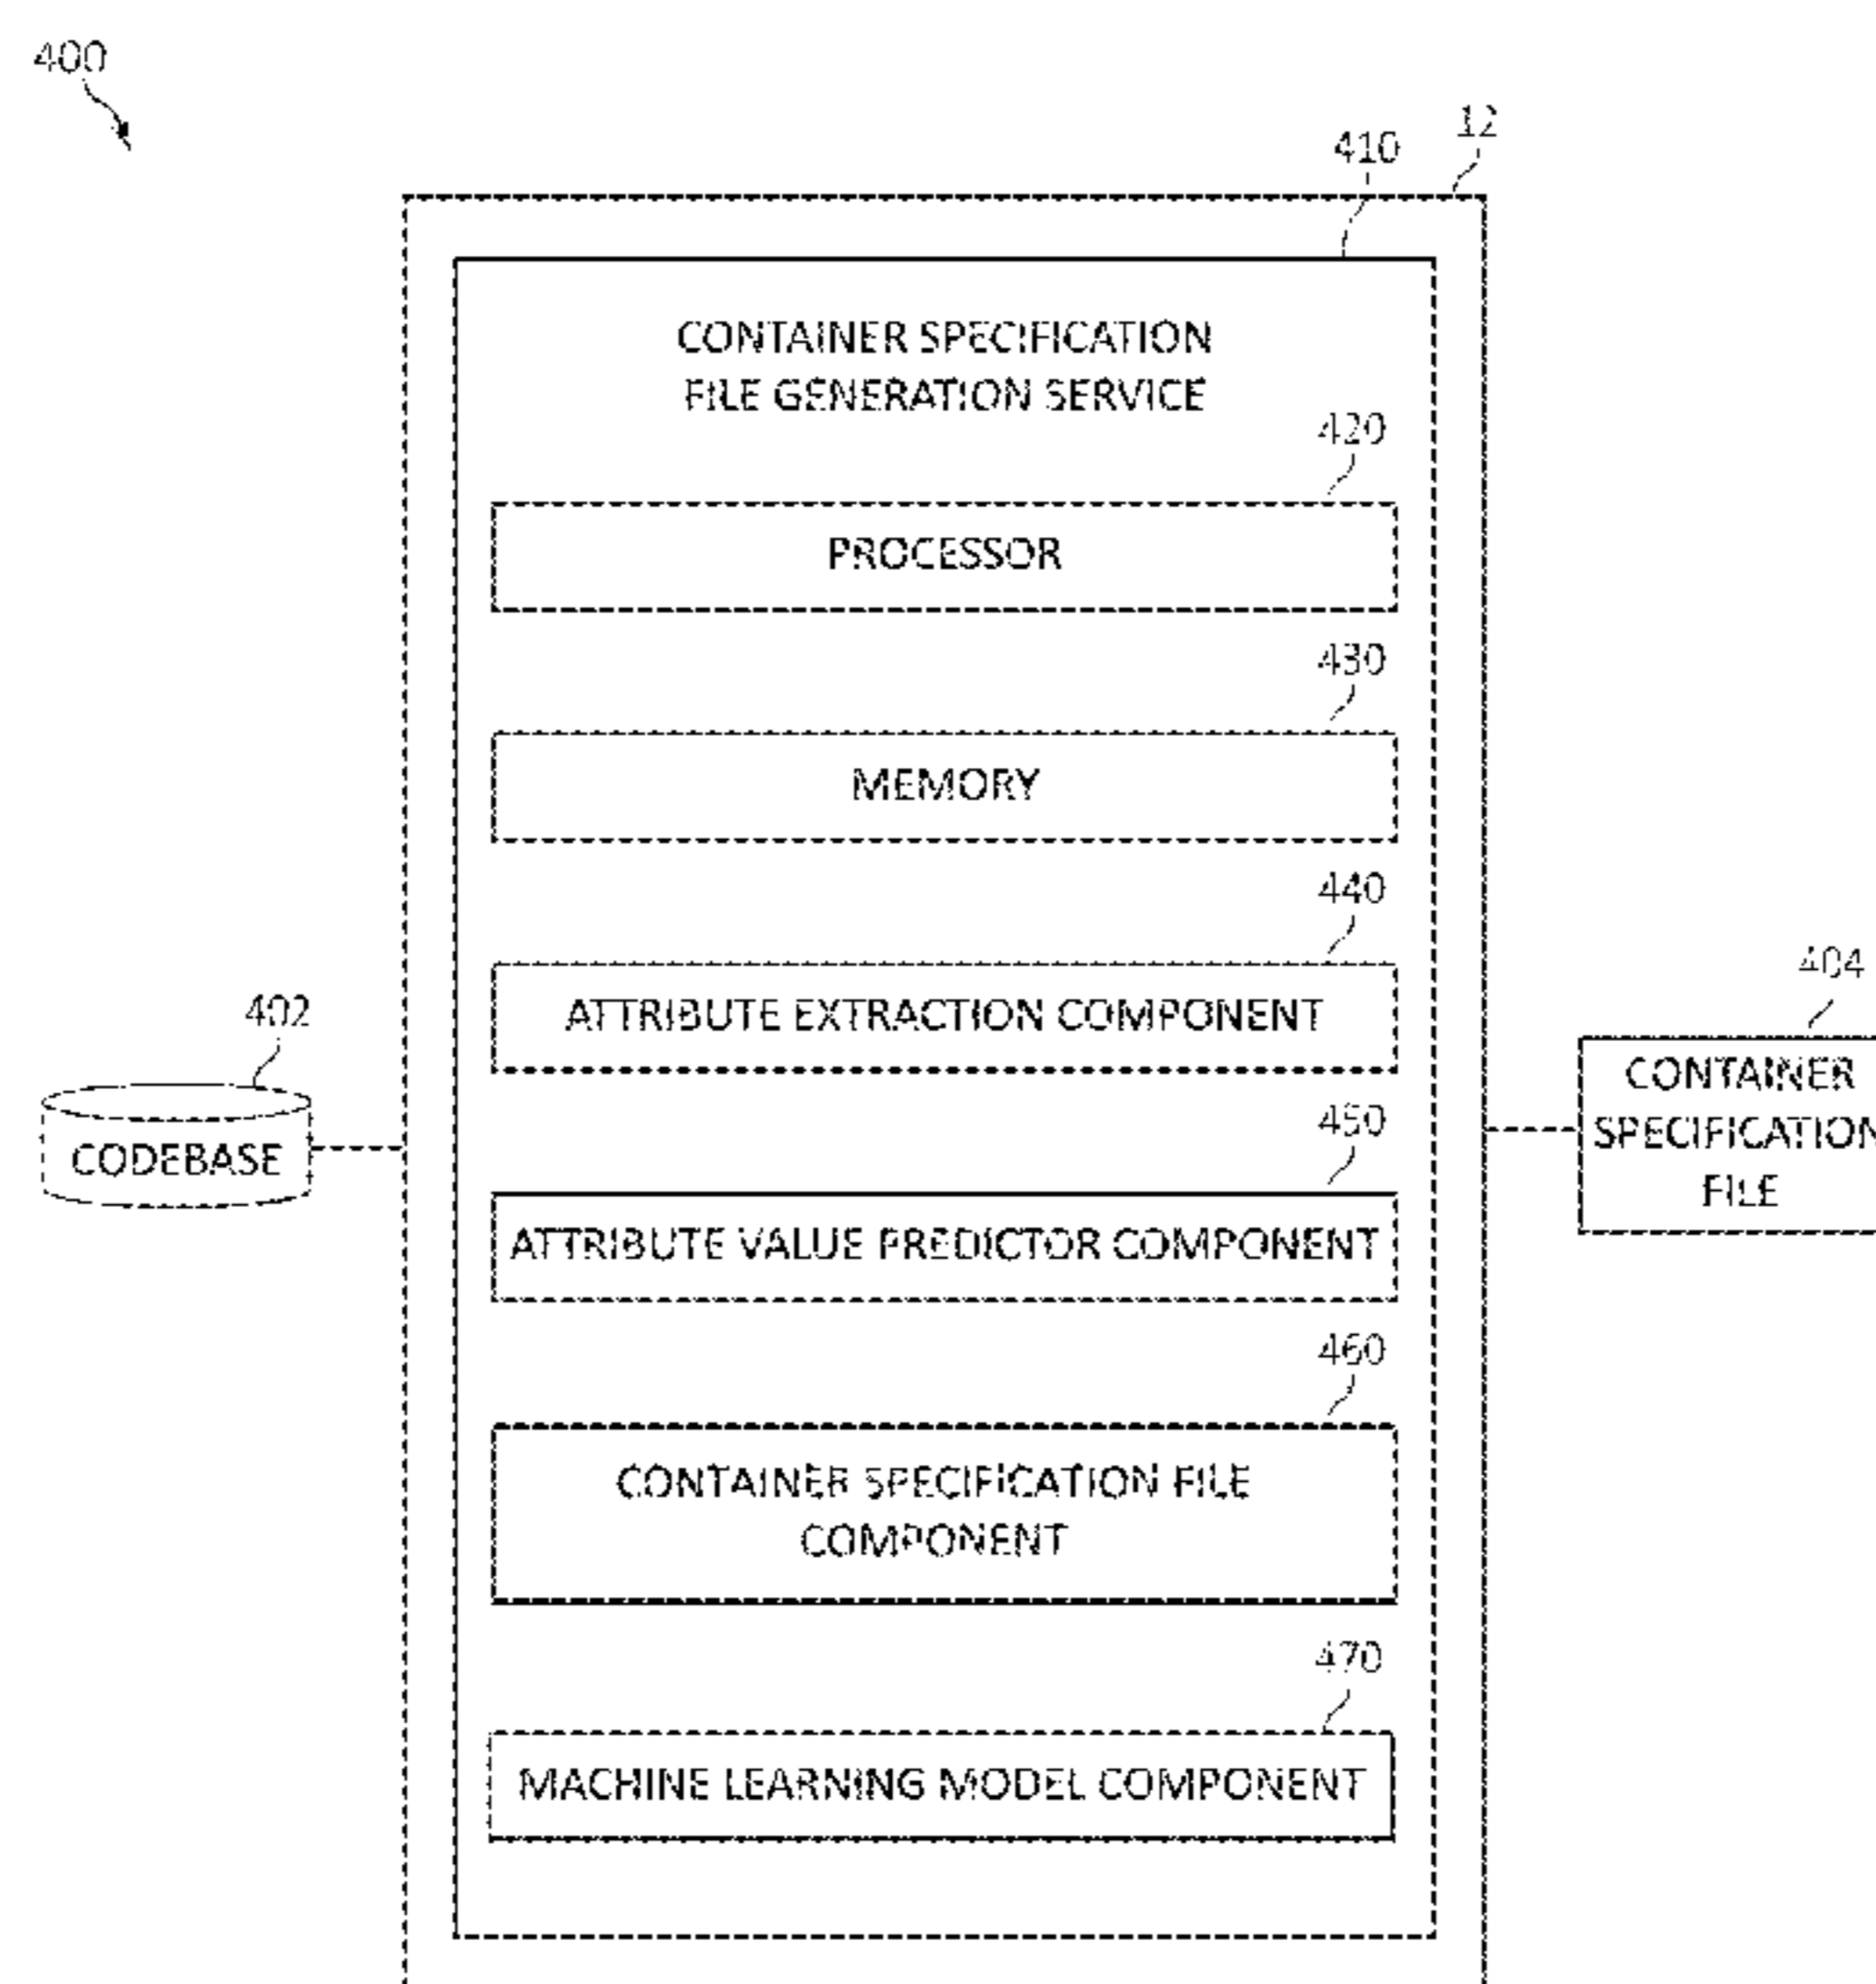 400
12
410
CONTAINER SPECIFICATION
FILE GENERATION SERVICE
420
PROCESSOR
430
MEMORY
440
ATTRIBUTE EXTRACTION COMPONENT
402
CODEBASE
404
CONTAINER
SPECIFICATION
FILE
450
ATTRIBUTE VALUE PREDICTOR COMPONENT
460
CONTAINER SPECIFICATION FILE
COMPONENT
470
MACHINE LEARNING MODEL COMPONENT